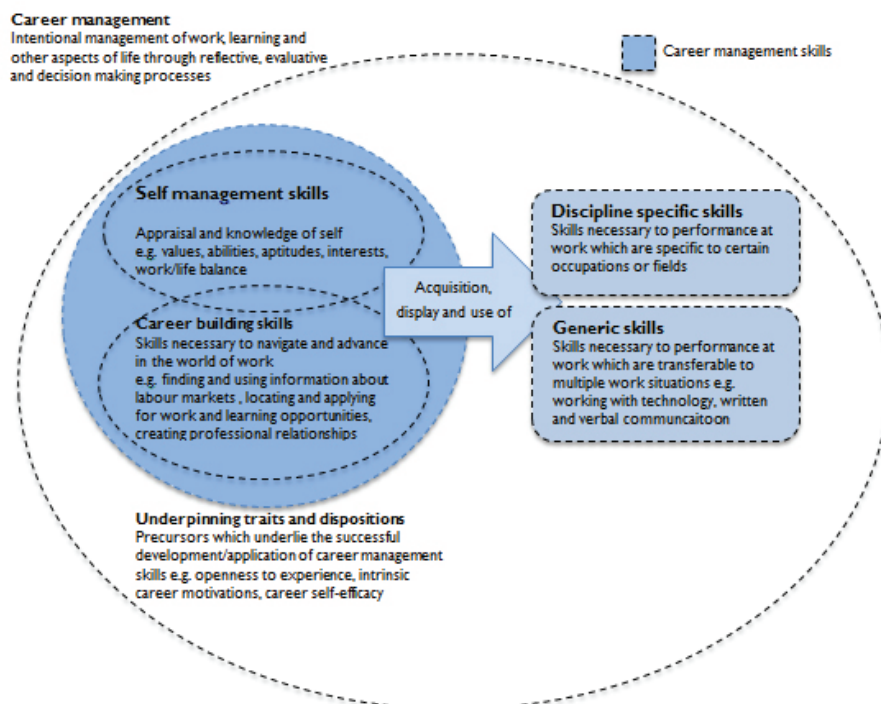 Career management
Intentional management of work, learning and
other aspects of life through reflective, evaluative
and decision making processes
Career management skills
Self management skills
Appraisal and knowledge of self
e.g. values, abilities, aptitudes, interests,
work/life balance
Career building skills
Skills necessary to navigate and advance
in the world of work
e.g. finding and using information about
labour markets , locating and applying
for work and learning opportunities,
creating professional relationships
Acquisition,
display and use of
Discipline specific skills
Skills necessary to performance at
work which are specific to certain
occupations or fields
Generic skills
Skills necessary to performance at
work which are transferable to
multiple work situations e.g.
working with technology, written
and verbal communcaitoon
Underpinning traits and dispositions
Precursors which underlie the successful
development/application of career management
skills e.g. openness to experience, intrinsic
career motivations, career self-efficacy